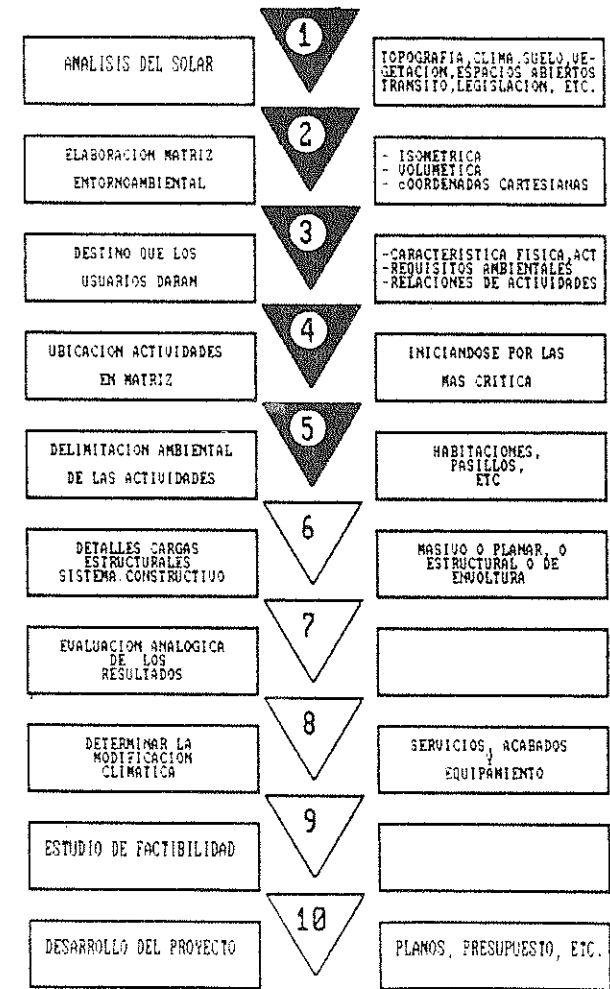 1
ANALISIS DEL SOLAR
TOPOGRAFIA,CLIMA,SUELO,VE-
GETACION,ESPACIOS ABIERTOS
TRANSITO,LEGISLACION, ETC.
2
ELABORACION MATRIZ
ENTORNOAMBIENTAL
- ISOMETRICA
- VOLUMETICA
- cOORDENADAS CARTESIANAS
3
DESTINO QUE LOS
USUARIOS DARAN
-CARACTERISTICA FISICA,ACT
-REQUISITOS AMBIENTALES
-RELACIONES DE ACTIVIDADES
4
UBICACION ACTIVIDADES
EN MATRIZ
INICIANDOSE POR LAS
MAS CRITICA
5
DELIMITACION AMBIENTAL
DE LAS ACTIVIDADES
HABITACIONES,
PASILLOS,
ETC
6
DETALLES CARGAS
ESTRUCTURALES
SISTEMA CONSTRUCTIVO
MASIVO O PLANAR, O
ESTRUCTURAL O DE
ENVOLTURA
7
EVALUACION ANALOGICA
DE LOS
RESULTADOS
8
DETERMINAR LA
MODIFICACION
CLIMATICA
SERVICIOS, ACABADOS
Y
EQUIPAMIENTO
9
ESTUDIO DE FACTIBILIDAD
10
DESARROLLO DEL PROYECTO
PLANOS, PRESUPUESTO, ETC.